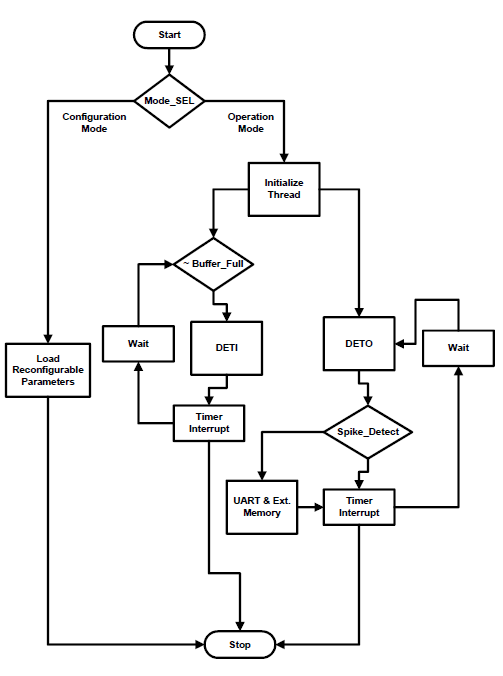 Start
Mode_SEL
Configuration
Mode
Operation
Mode
Initialize
Thread
~ Buffer_Full
Wait
DETI
DETO
Wait
Load
Reconfigurable
Parameters
Timer
Interrupt
Spike_Detect
UART & Ext.
Memory
Timer
Interrupt
Stop